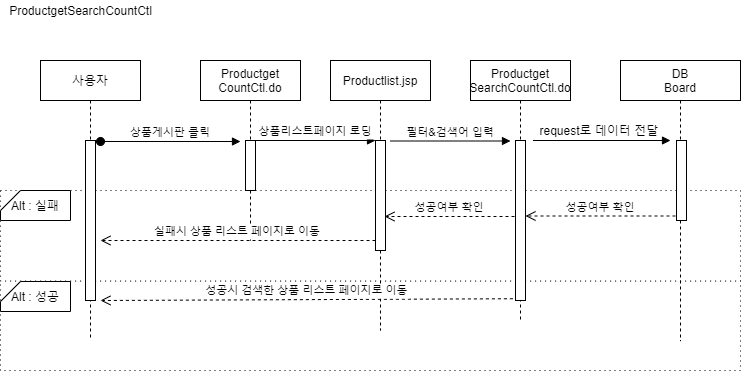 ProductgetSearchCountCtl
사용자
Productget
CountCtl.do
Productlist.jsp
Productget
SearchCountCtl.do
DB
Board
상품게시판 클릭
상품리스트페이지 로딩
필터&검색어 입력
request로 데이터 전달
Alt : 실패
성공여부 확인
성공여부 확인
실패시 상품 리스트 페이지로 이동
Alt : 성공
성공시 검색한 상품 리스트 페이지로 이동